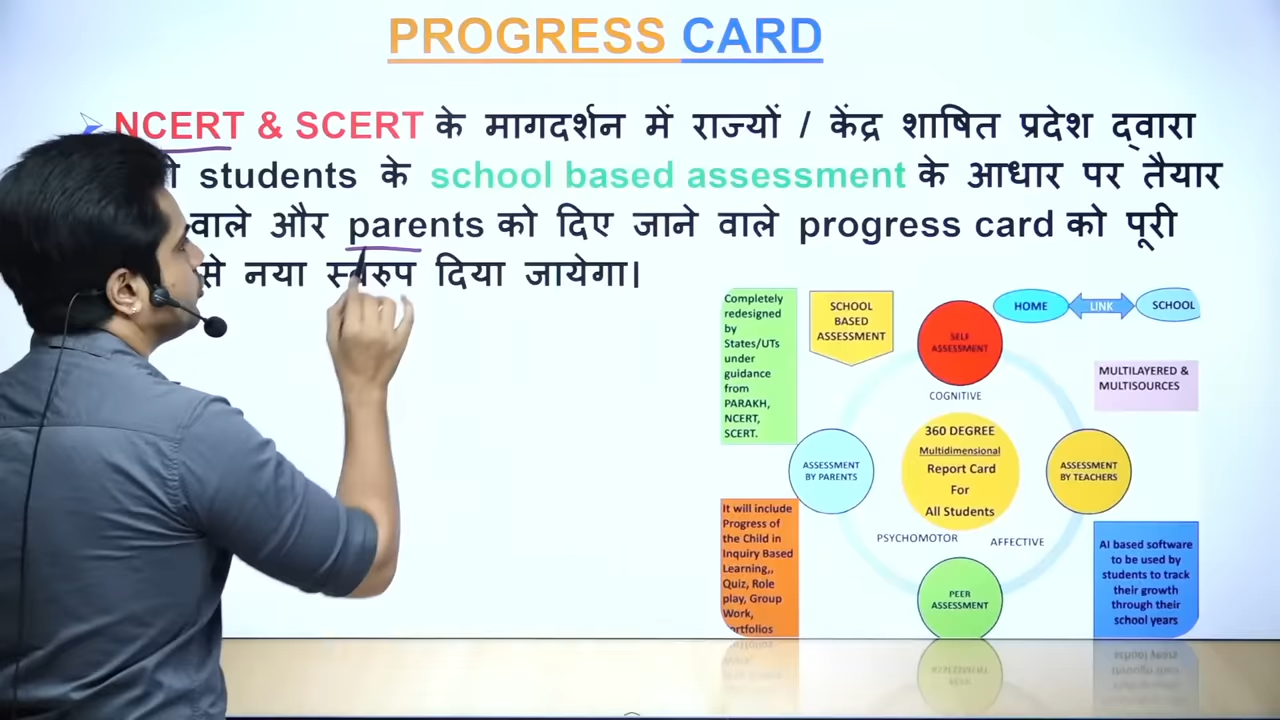 PROGRESS CARD
NCERT & SCERT के मागदर्शन में राज्यों / केंद्र शाषित प्रदेश द्वारा
students के school based assessment के आधार पर तैयार
वाले और parents को दिए जाने वाले progress card को पूरी
से नया स्वरुप दिया जायेगा।
Completely
redesigned
by
States/UTs
under
guidance
from
PARAKH,
NCERT,
SCERT.
SCHOOL
BASED
ASSESSMENT
SELF
ASSESSMENT
HOME
LINK
SCHOOL
MULTILAYERED &
MULTISOURCES
COGNITIVE
360 DEGREE
Multidimensional
Report Card
For
All Students
ASSESSMENT
BY PARENTS
ASSESSMENT
BY TEACHERS
PSYCHOMOTOR
AFFECTIVE
It will include
Progress of
the Child in
Inquiry Based
Learning,,
Quiz, Role
play, Group
Work,
ortfolios
PEER
ASSESSMENT
AI based software
to be used by
students to track
their growth
through their
school years